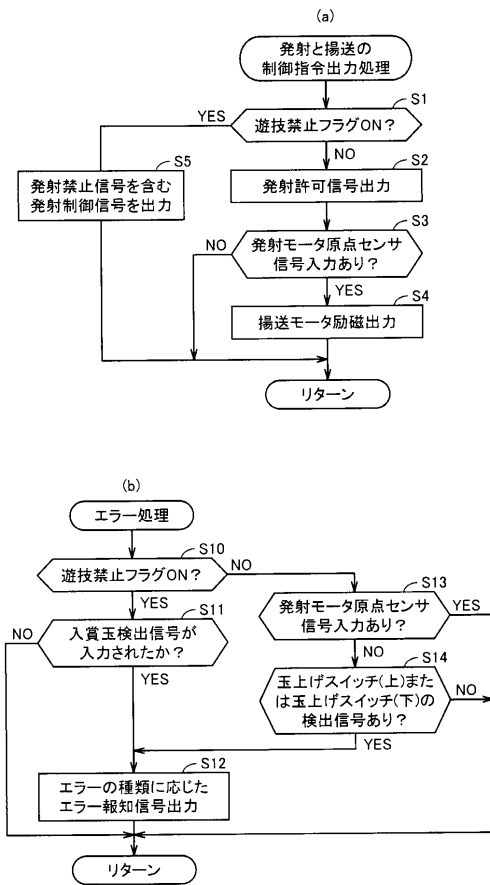 (a)
発射と揚送の
制御指令出力処理
S1
遊技禁止フラグON?
YES
NO
S5
発射禁止信号を含む
発射制御信号を出力
S2
発射許可信号出力
S3
発射モータ原点センサ
信号入力あり?
NO
YES
S4
揚送モータ励磁出力
リターン
(b)
エラー処理
S10
遊技禁止フラグON?
NO
YES
S11
入賞玉検出信号が
入力されたか?
NO
YES
S13
発射モータ原点センサ
信号入力あり?
YES
NO
S14
玉上げスイッチ(上)また
は玉上げスイッチ(下)の
検出信号あり?
NO
YES
S12
エラーの種類に応じた
エラー報知信号出力
リターン